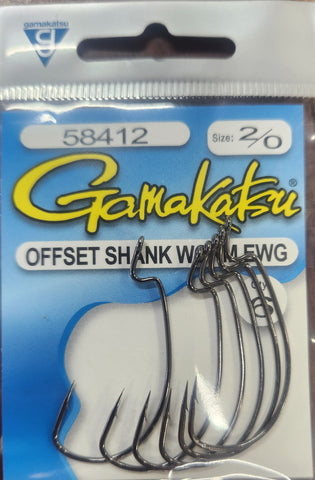 gamakatsu
g
58412
Size: 2/0
Gamakatsu®
OFFSET SHANK W M EWG